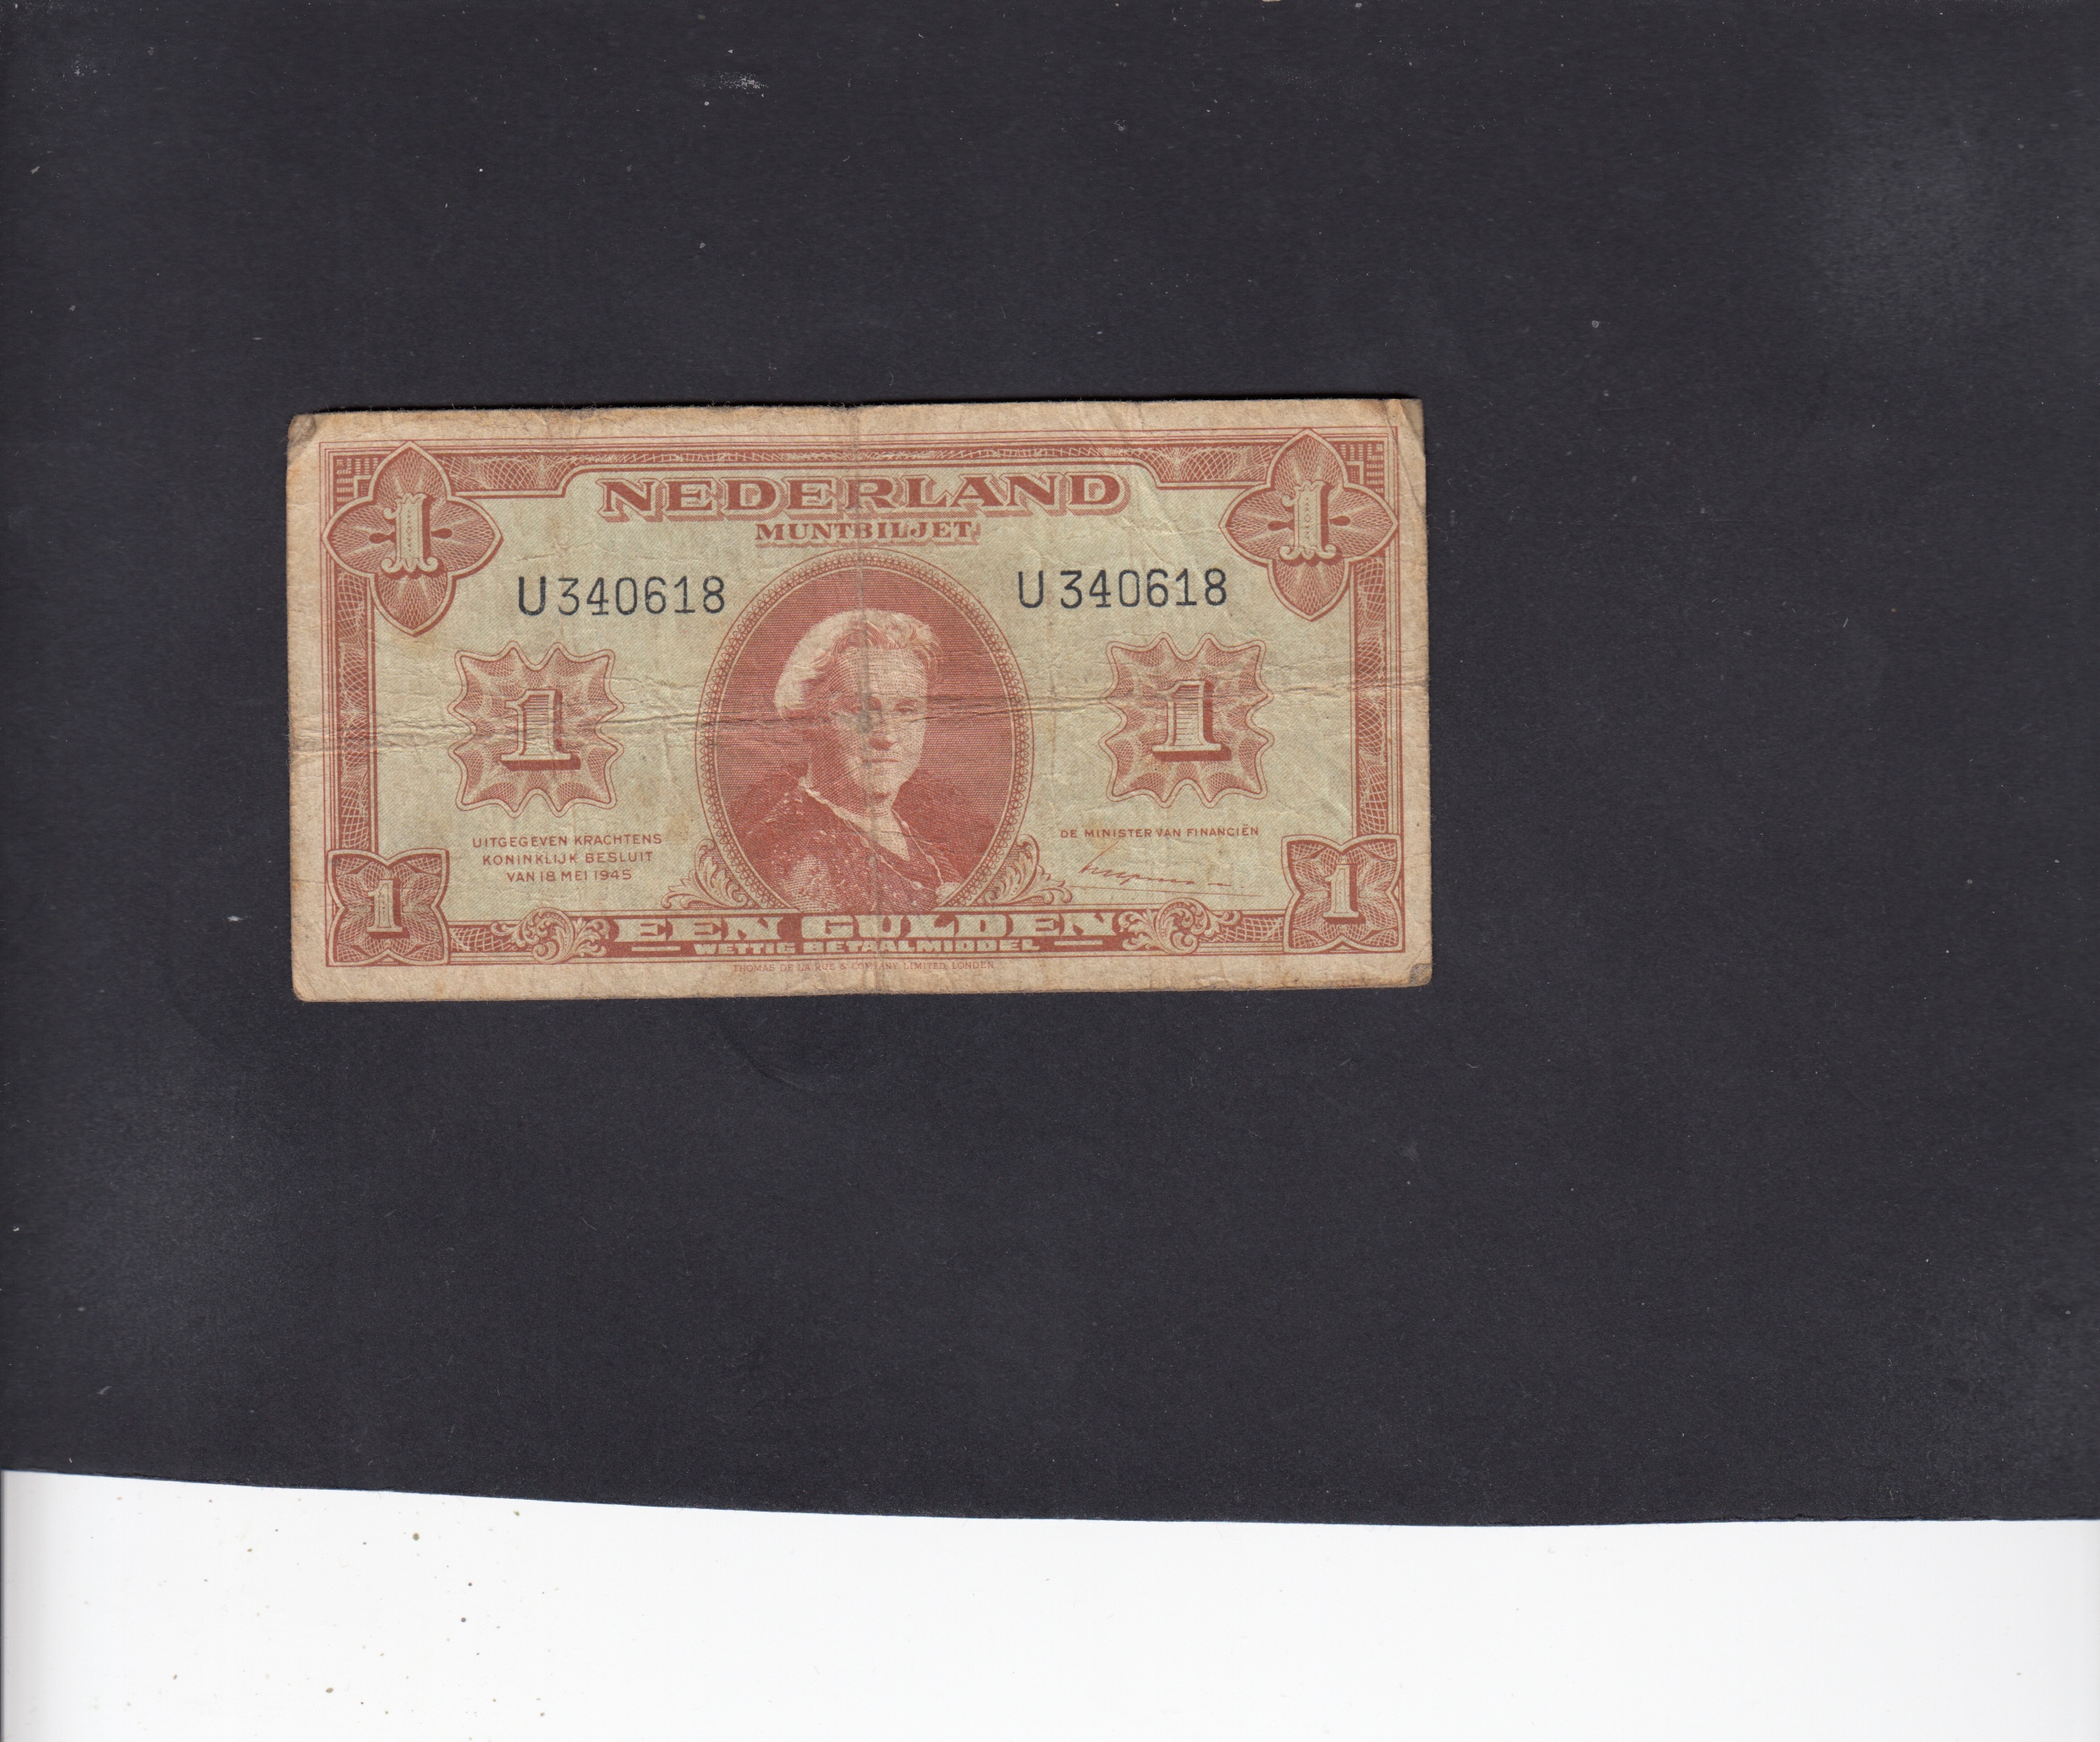 1 NEDERLAND 1
MUNTBILJET
U 340618 U 340618
1 1
UITGEGEVEN KRACHTENS
KONINKLIJK BESLUIT
VAN 18 MEI 1945
DE MINISTER VAN FINANCIËN
1 EEN GULDEN 1
WETTIG BETAALMIDDEL
THOMAS DE LA RUE & COMPANY, LIMITED, LONDEN